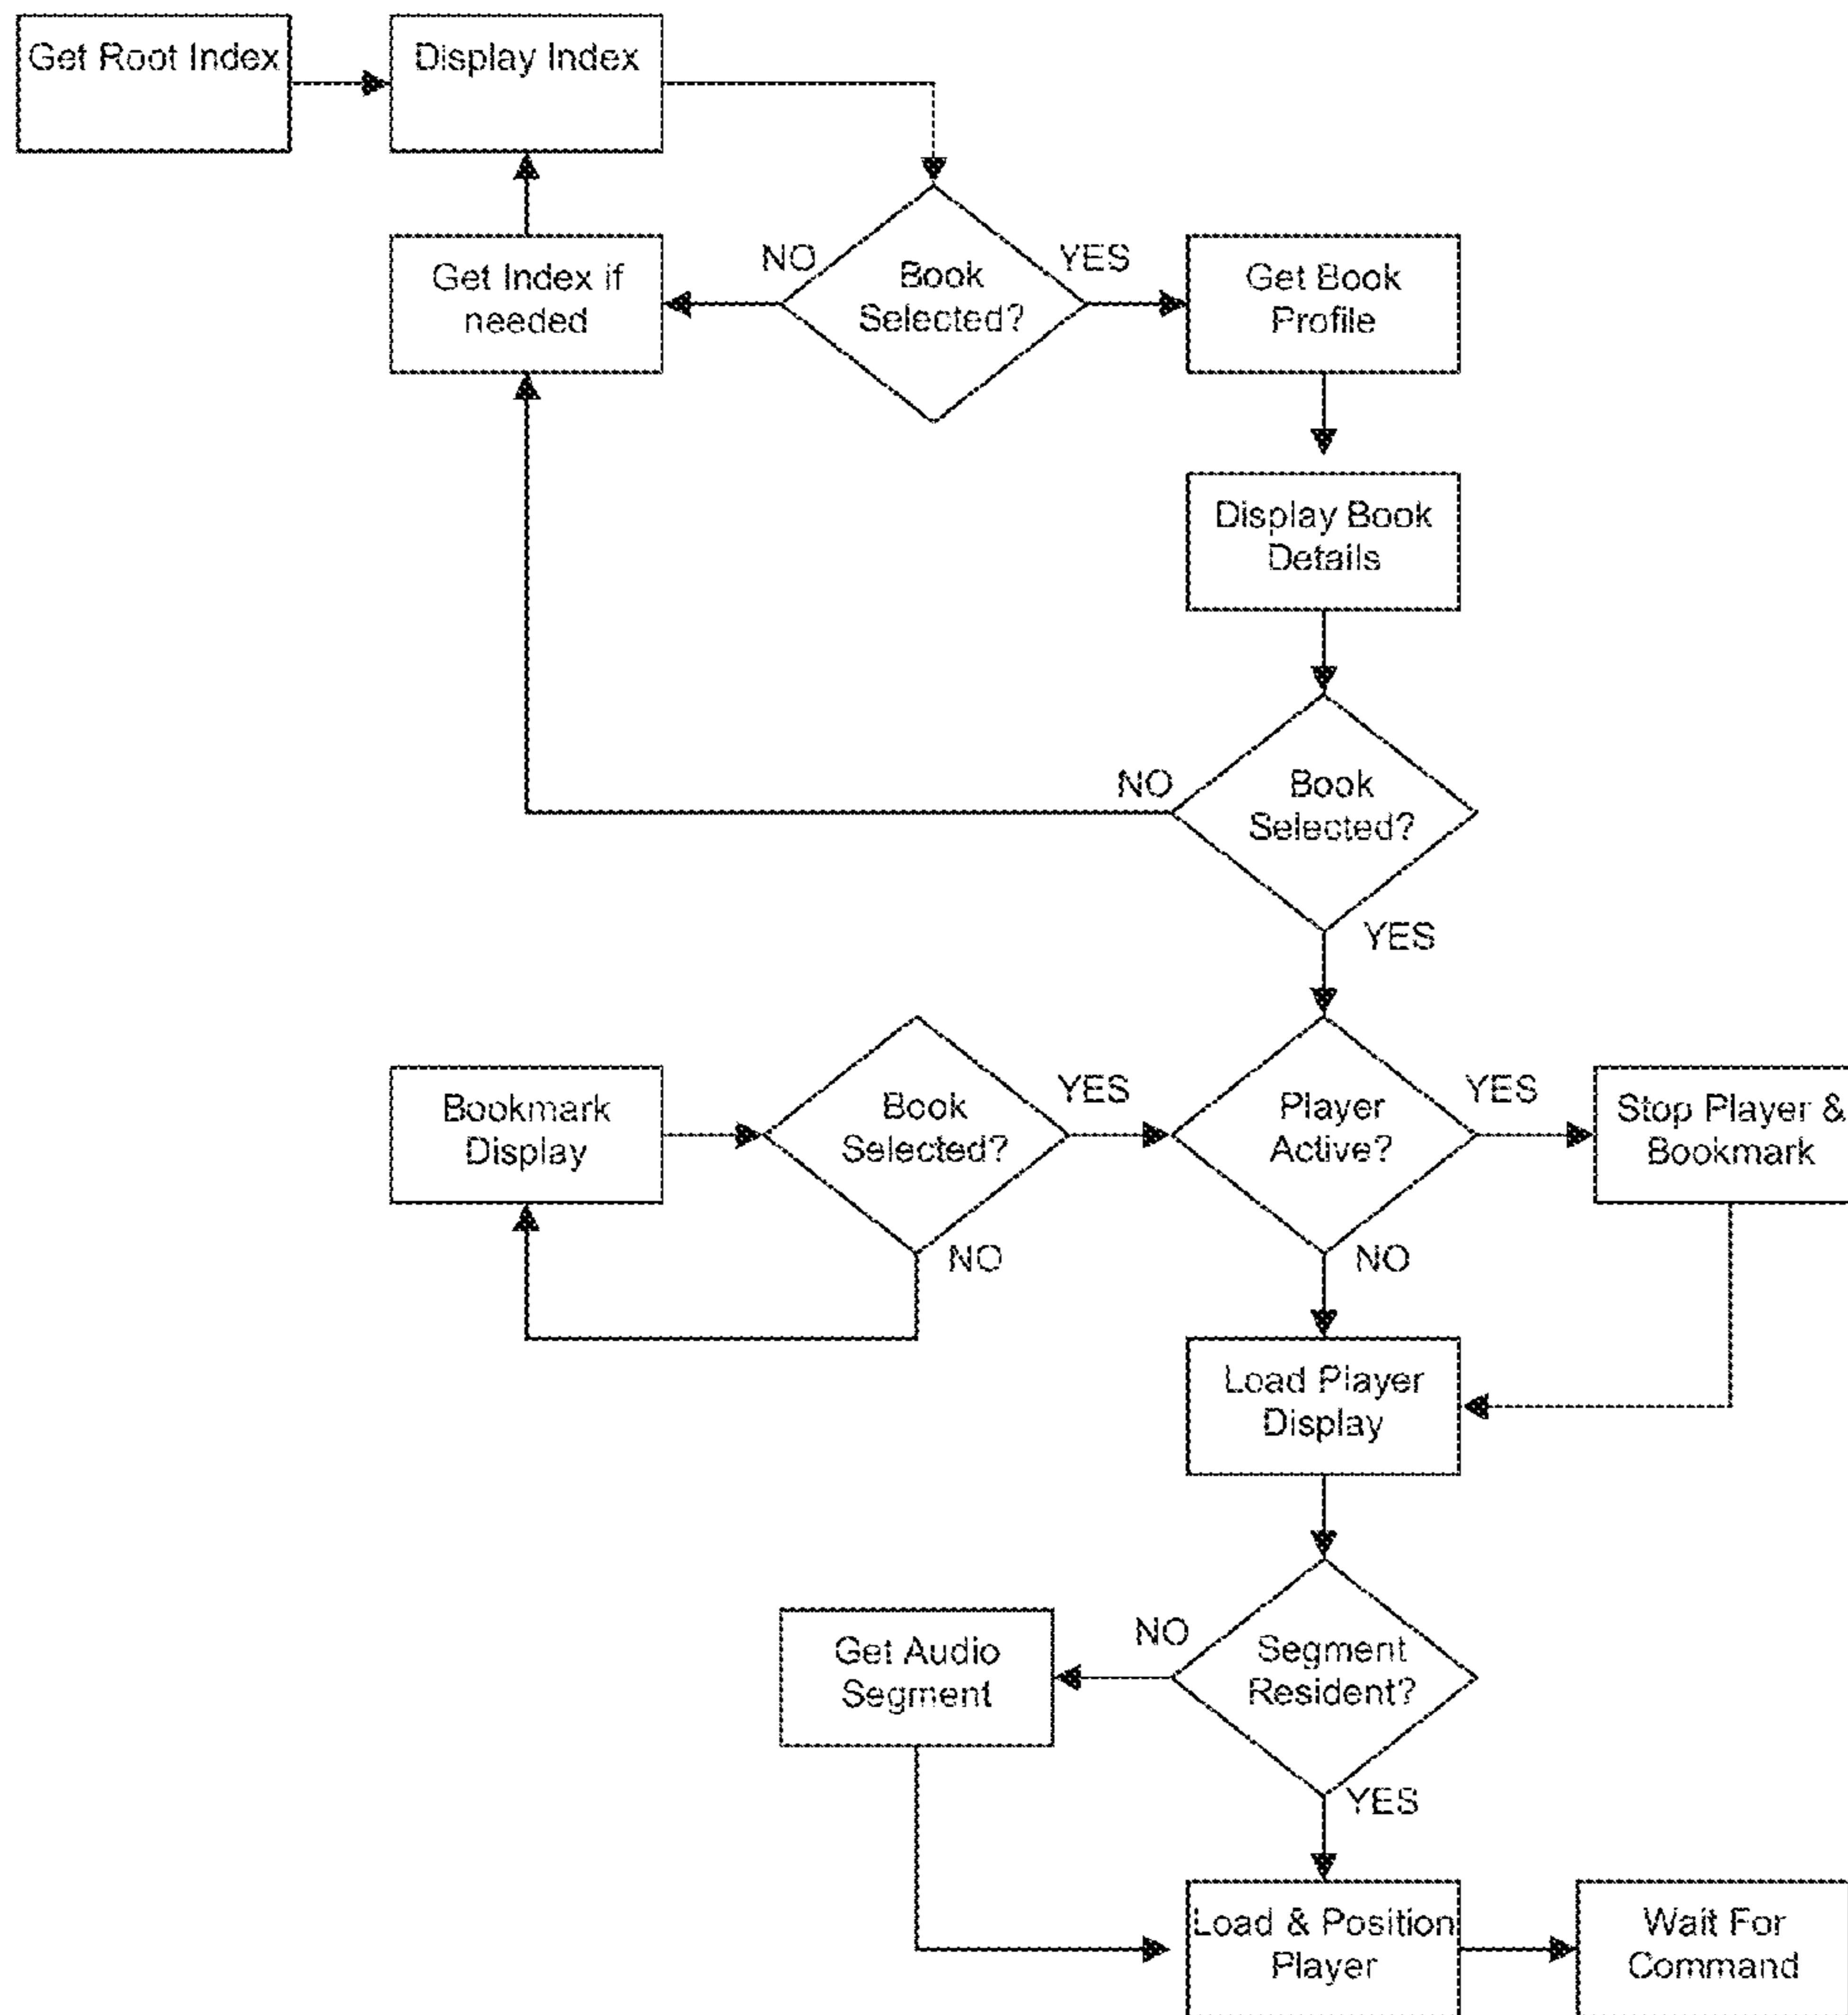 Get Root Index
Display Index
NO
YES
Get Index if
needed
Book
Selected?
Get Book
Profile
Display Book
Details
NO
Book
Selected?
YES
Bookmark
Display
Book
Selected?
YES
NO
Player
Active?
YES
NO
Stop Player &
Bookmark
Load Player
Display
Get Audio
Segment
NO
Segment
Resident?
YES
Load & Position
Player
Wait For
Command